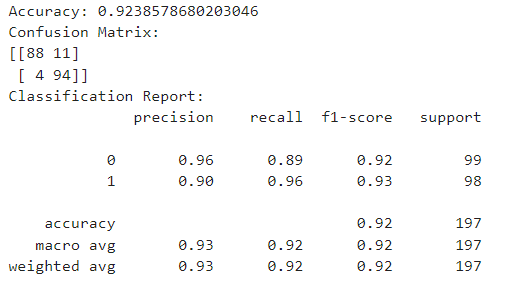 Accuracy: 0.9238578680203046
Confusion Matrix:
[[88 11]
 [ 4 94]]
Classification Report:
              precision    recall  f1-score   support

           0       0.96      0.89      0.92        99
           1       0.90      0.96      0.93        98

    accuracy                           0.92       197
   macro avg       0.93      0.92      0.92       197
weighted avg       0.93      0.92      0.92       197